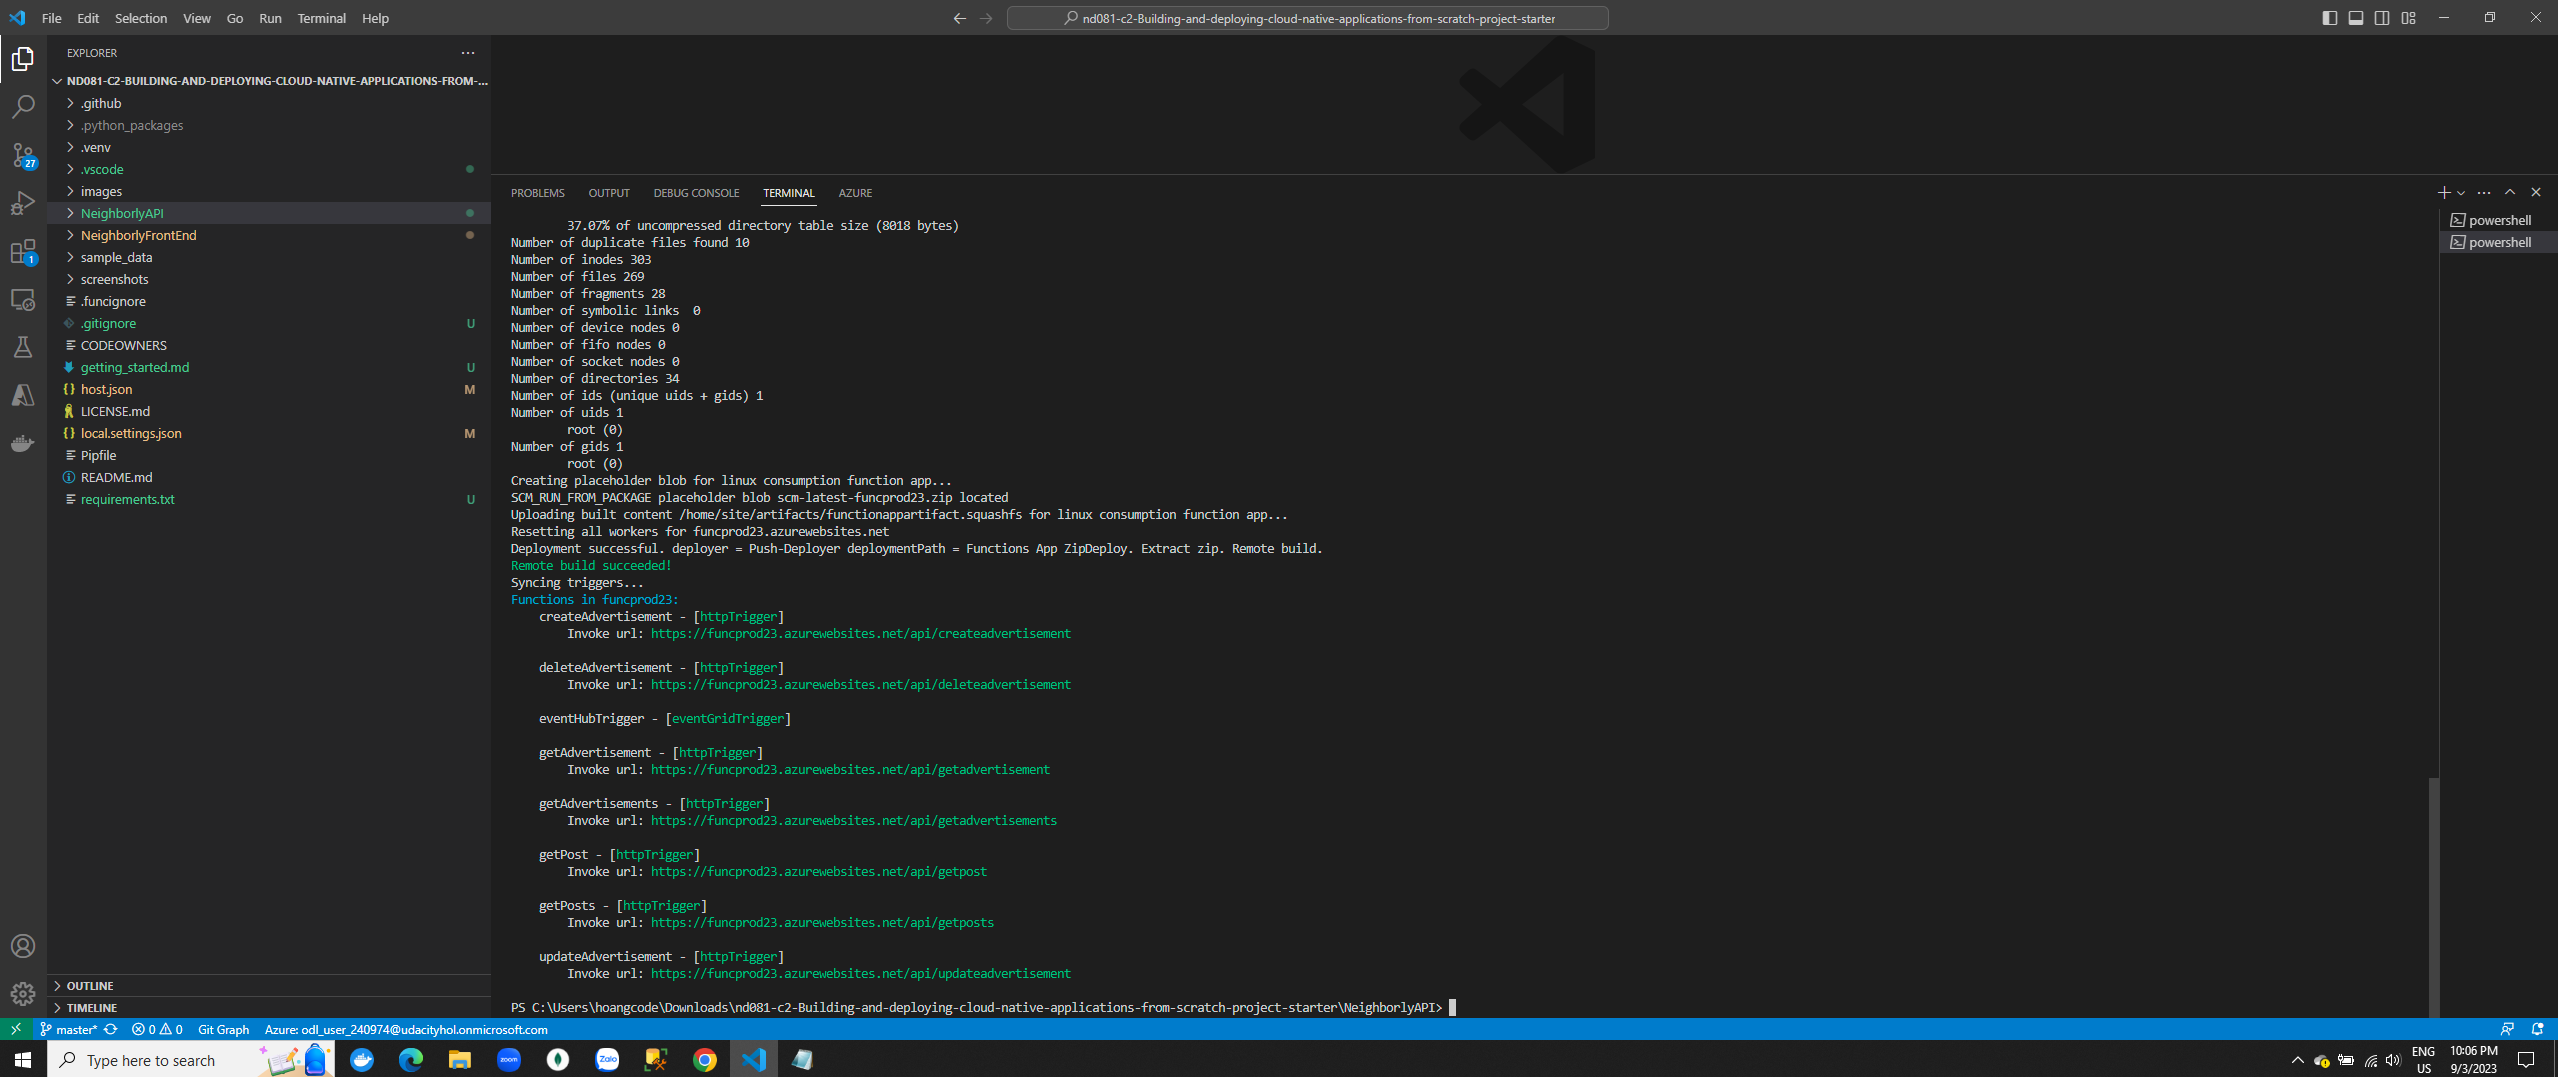 File Edit Selection View Go Run Terminal Help
nd081-c2-Building-and-deploying-cloud-native-applications-from-scratch-project-starter
EXPLORER
ND081-C2-BUILDING-AND-DEPLOYING-CLOUD-NATIVE-APPLICATIONS-FROM-...
.github
.python_packages
.venv
27
.vscode
images
NeighborlyAPI
NeighborlyFrontEnd
1
sample_data
screenshots
.funcignore
.gitignore U
CODEOWNERS
getting_started.md U
host.json M
LICENSE.md
local.settings.json M
Pipfile
README.md
requirements.txt U
OUTLINE
TIMELINE
PROBLEMS OUTPUT DEBUG CONSOLE TERMINAL AZURE
powershell
powershell
37.07% of uncompressed directory table size (8018 bytes)
Number of duplicate files found 10
Number of inodes 303
Number of files 269
Number of fragments 28
Number of symbolic links  0
Number of device nodes 0
Number of fifo nodes 0
Number of socket nodes 0
Number of directories 34
Number of ids (unique uids + gids) 1
Number of uids 1
root (0)
Number of gids 1
root (0)
Creating placeholder blob for linux consumption function app...
SCM_RUN_FROM_PACKAGE placeholder blob scm-latest-funcprod23.zip located
Uploading built content /home/site/artifacts/functionappartifact.squashfs for linux consumption function app...
Resetting all workers for funcprod23.azurewebsites.net
Deployment successful. deployer = Push-Deployer deploymentPath = Functions App ZipDeploy. Extract zip. Remote build.
Remote build succeeded!
Syncing triggers...
Functions in funcprod23:
createAdvertisement - [httpTrigger]
Invoke url: https://funcprod23.azurewebsites.net/api/createadvertisement
deleteAdvertisement - [httpTrigger]
Invoke url: https://funcprod23.azurewebsites.net/api/deleteadvertisement
eventHubTrigger - [eventGridTrigger]
getAdvertisement - [httpTrigger]
Invoke url: https://funcprod23.azurewebsites.net/api/getadvertisement
getAdvertisements - [httpTrigger]
Invoke url: https://funcprod23.azurewebsites.net/api/getadvertisements
getPost - [httpTrigger]
Invoke url: https://funcprod23.azurewebsites.net/api/getpost
getPosts - [httpTrigger]
Invoke url: https://funcprod23.azurewebsites.net/api/getposts
updateAdvertisement - [httpTrigger]
Invoke url: https://funcprod23.azurewebsites.net/api/updateadvertisement
PS C:\Users\hoangcode\Downloads\nd081-c2-Building-and-deploying-cloud-native-applications-from-scratch-project-starter\NeighborlyAPI>
master* 0 0 Git Graph Azure: odl_user_240974@udacityhol.onmicrosoft.com
Type here to search
zoom
Zalo
ENG
US
10:06 PM
9/3/2023